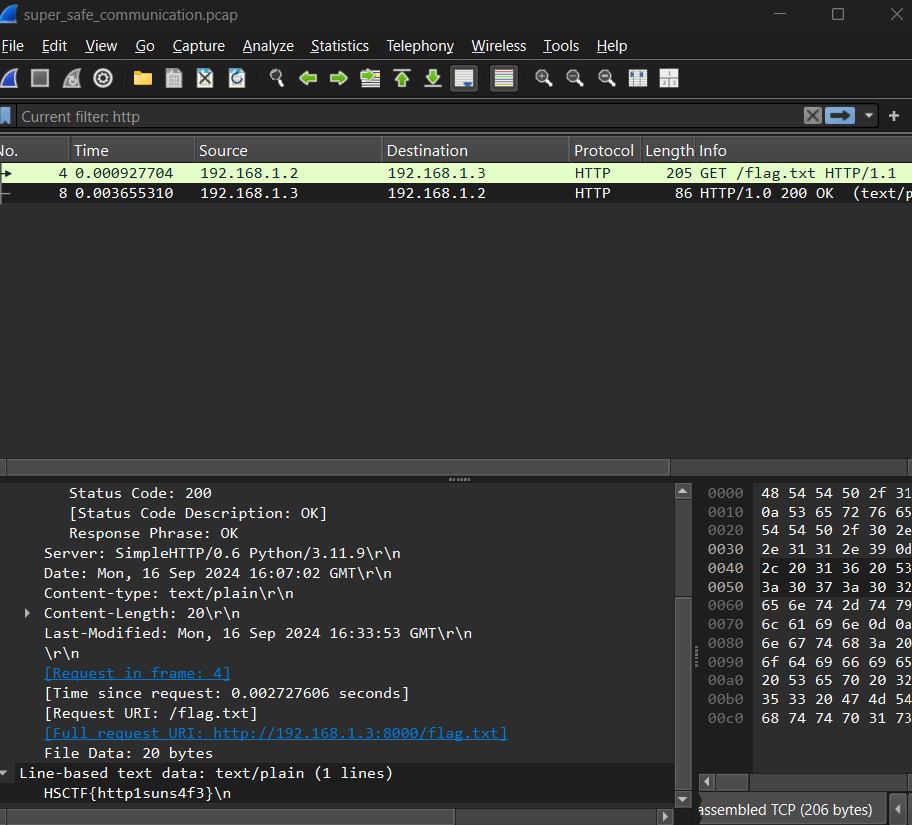 super_safe_communication.pcap
File Edit View Go Capture Analyze Statistics Telephony Wireless Tools Help
Current filter: http
No. Time Source Destination Protocol Length Info
4 0.000927704 192.168.1.2 192.168.1.3 HTTP 205 GET /flag.txt HTTP/1.1
8 0.003655310 192.168.1.3 192.168.1.2 HTTP 86 HTTP/1.0 200 OK (text/p
Status Code: 200
[Status Code Description: OK]
Response Phrase: OK
Server: SimpleHTTP/0.6 Python/3.11.9\r\n
Date: Mon, 16 Sep 2024 16:07:02 GMT\r\n
Content-type: text/plain\r\n
Content-Length: 20\r\n
Last-Modified: Mon, 16 Sep 2024 16:33:53 GMT\r\n
\r\n
[Request in frame: 4]
[Time since request: 0.002727606 seconds]
[Request URI: /flag.txt]
[Full request URI: http://192.168.1.3:8000/flag.txt]
File Data: 20 bytes
Line-based text data: text/plain (1 lines)
HSCTF{http1suns4f3}\n
0000 48 54 54 50 2f 31
0010 0a 53 65 72 76 65
0020 54 54 50 2f 30 2e
0030 2e 31 31 2e 39 0d
0040 2c 20 31 36 20 53
0050 3a 30 37 3a 30 32
0060 65 6e 74 2d 74 79
0070 6c 61 69 6e 0d 0a
0080 6e 67 74 68 3a 20
0090 6f 64 69 66 69 65
00a0 20 53 65 70 20 32
00b0 35 33 20 47 4d 54
00c0 68 74 74 70 31 73
assembled TCP (206 bytes)